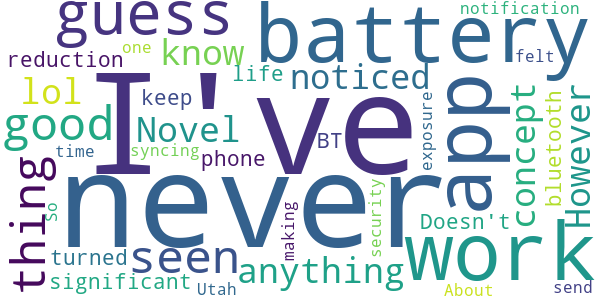 guess
battery
notification
one
felt
reduction
know
life
noticed
lol
keep
I've
app
good
Novel
BT
exposure
concept
bluetooth
However
time
syncing
phone
thing
so
never
making
security
Doesn't
seen
work
turned
anything
significant
Utah
About
send